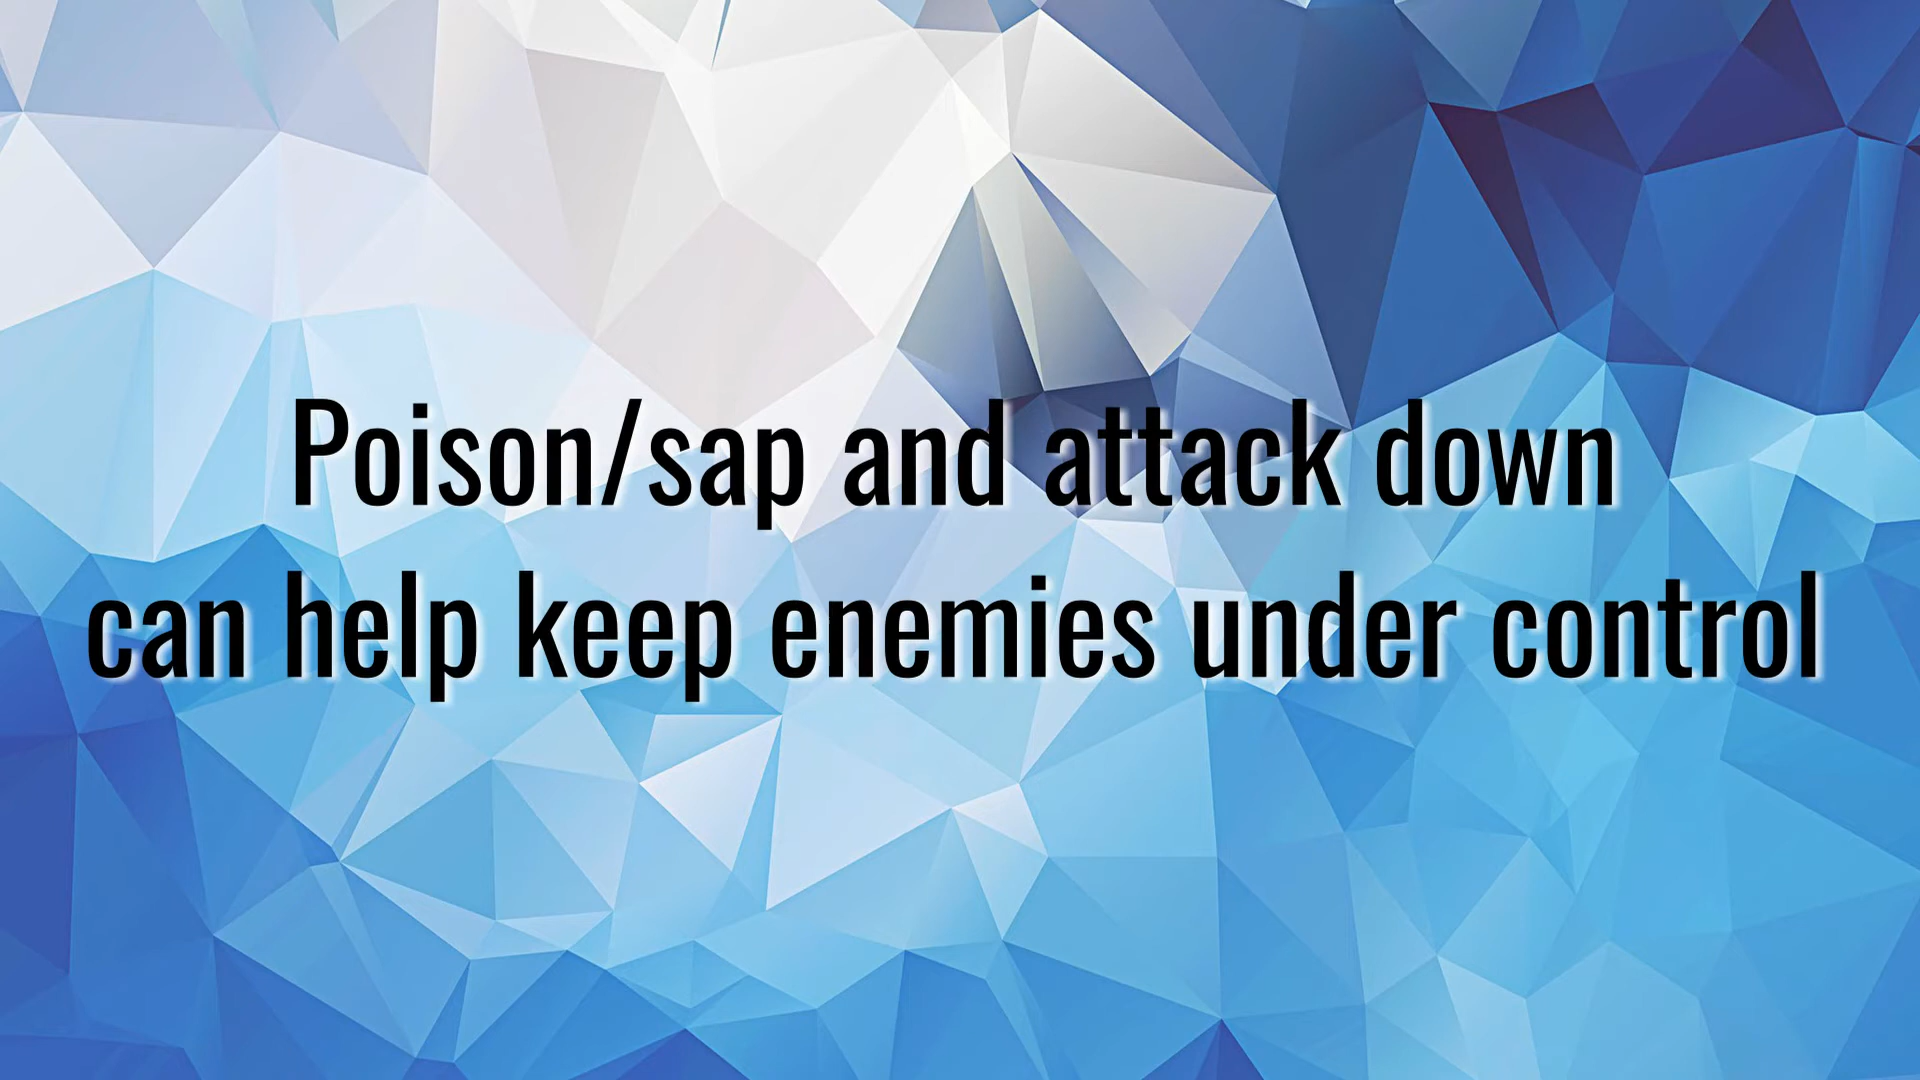 Poison/sap and attack down
can help keep enemies under control